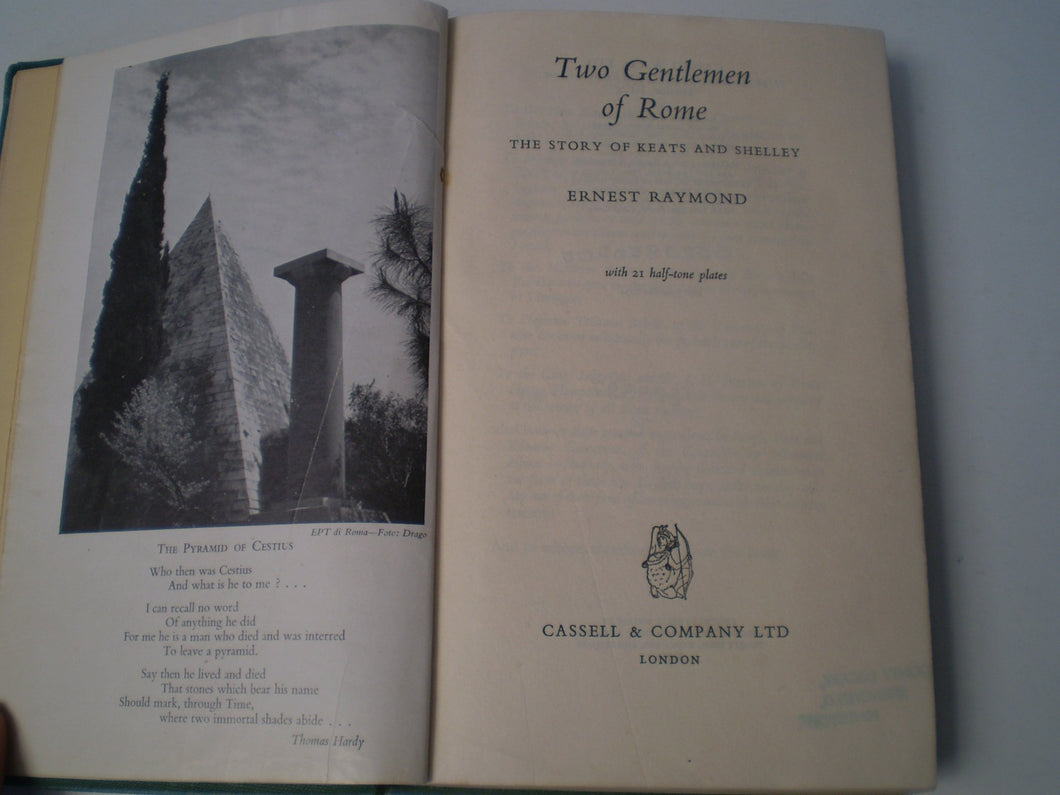 EPT di Roma—Foto: Drago
THE PYRAMID OF CESTIUS
Who then was Cestius
And what is he to me ? . . .
I can recall no word
Of anything he did
For me he is a man who died and was interred
To leave a pyramid.
Say then he lived and died
That stones which bear his name
Should mark, through Time,
where two immortal shades abide . . .
Thomas Hardy
Two Gentlemen
of Rome
THE STORY OF KEATS AND SHELLEY
ERNEST RAYMOND
with 21 half-tone plates
CASSELL & COMPANY LTD
LONDON